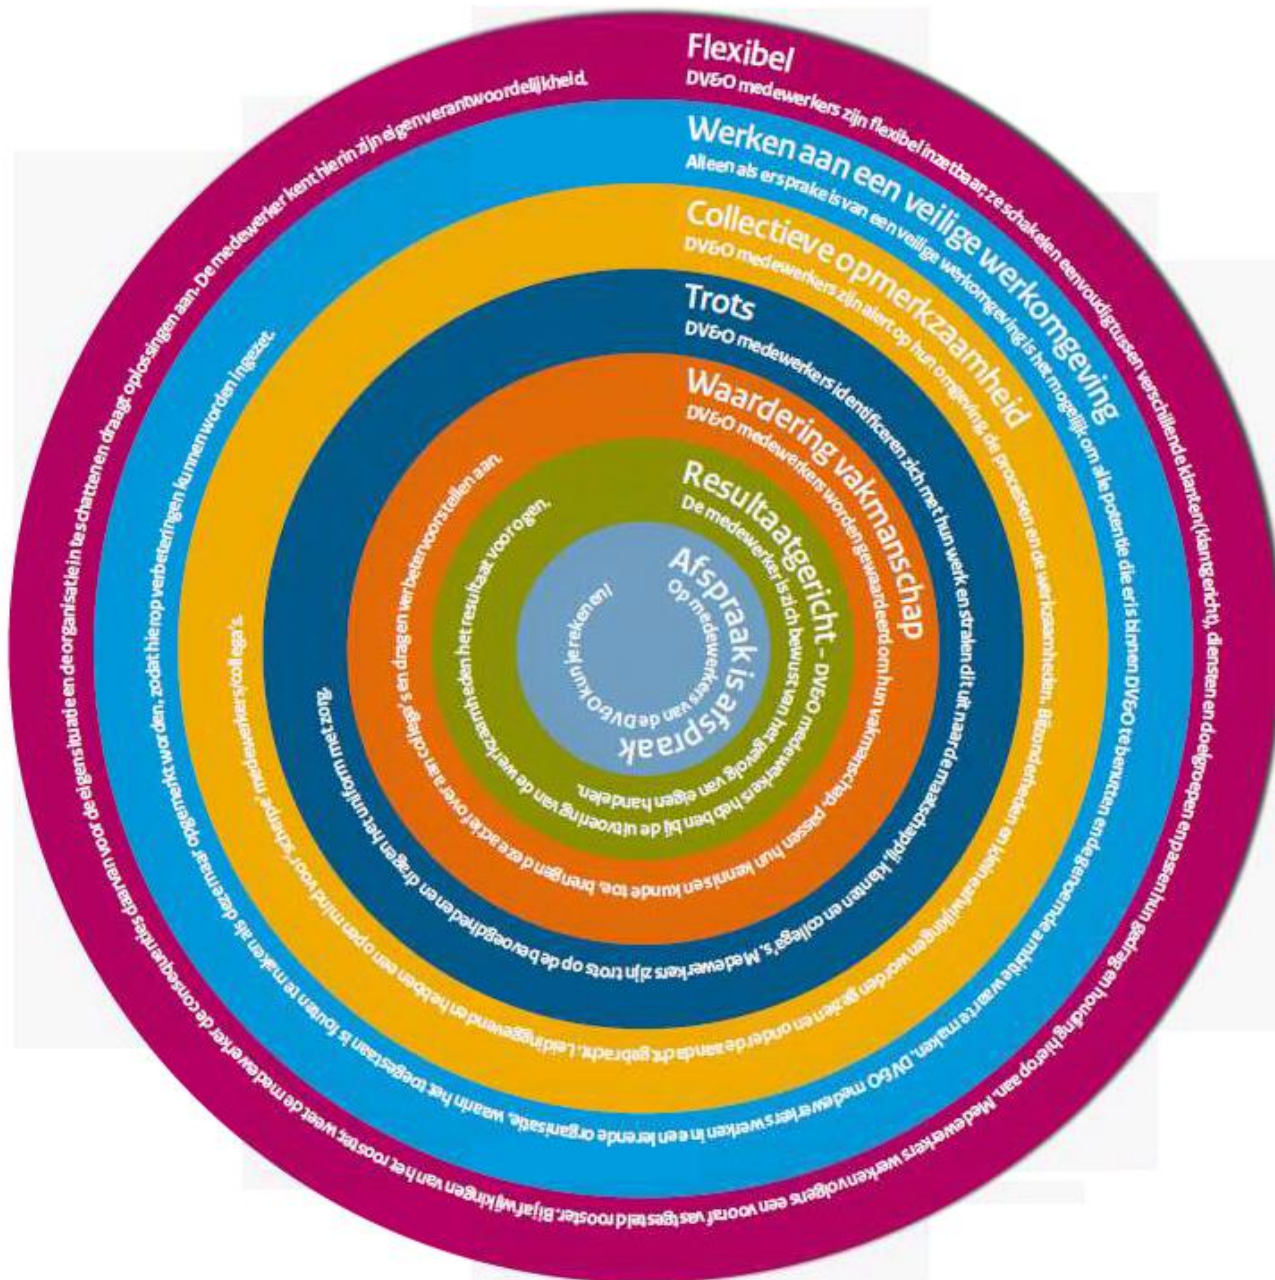 Flexibel
DV&O medewerkers zijn flexibel inzetbaar, ze schakelen eenvoudig tussen verschillende klanten (klantgericht), diensten en doelgroepen en passen hun gedrag en houding hierop aan. Medewerkers werken volgens een vooraf vastgesteld rooster. Bij afwijkingen van het rooster, weet de medewerker de consequenties daarvan voor de eigen situatie en de organisatie in te schatten en draagt oplossingen aan. De medewerker kent hierin zijn eigen verantwoordelijkheid.
Werken aan een veilige werkomgeving
Alleen als er sprake is van een veilige werkomgeving is het mogelijk om alle potentie die er is binnen DV&O te benutten en de genoemde ambitie waar te maken. DV&O medewerkers werken in een lerende organisatie, waarin het toegestaan is fouten te maken als deze maar opgemerkt worden, zodat hierop verbeteringen kunnen worden ingezet.
Collectieve opmerkzaamheid
DV&O medewerkers zijn alert op hun omgeving, de processen en de werkzaamheden. Bijzonderheden en kleine afwijkingen worden gezien en onder de aandacht gebracht. Leidinggevenden hebben een open mind voor 'scherpe' medewerkers/collega's.
Trots
DV&O medewerkers identificeren zich met hun werk en stralen dit uit naar de maatschappij, klanten en collega's. Medewerkers zijn trots op de bevoegdheden en dragen het uniform met zorg.
Waardering vakmanschap
DV&O medewerkers worden gewaardeerd om hun vakmanschap, passen hun kennis en kunde toe, brengen deze actief over aan collega's en dragen verbetervoorstellen aan.
Resultaatgericht – DV&O medewerkers hebben bij de uitvoering van de werkzaamheden het resultaat voor ogen.
De medewerker is zich bewust van het gevolg van eigen handelen.
Afspraak is afspraak
Op medewerkers van de DV&O kun je rekenen!